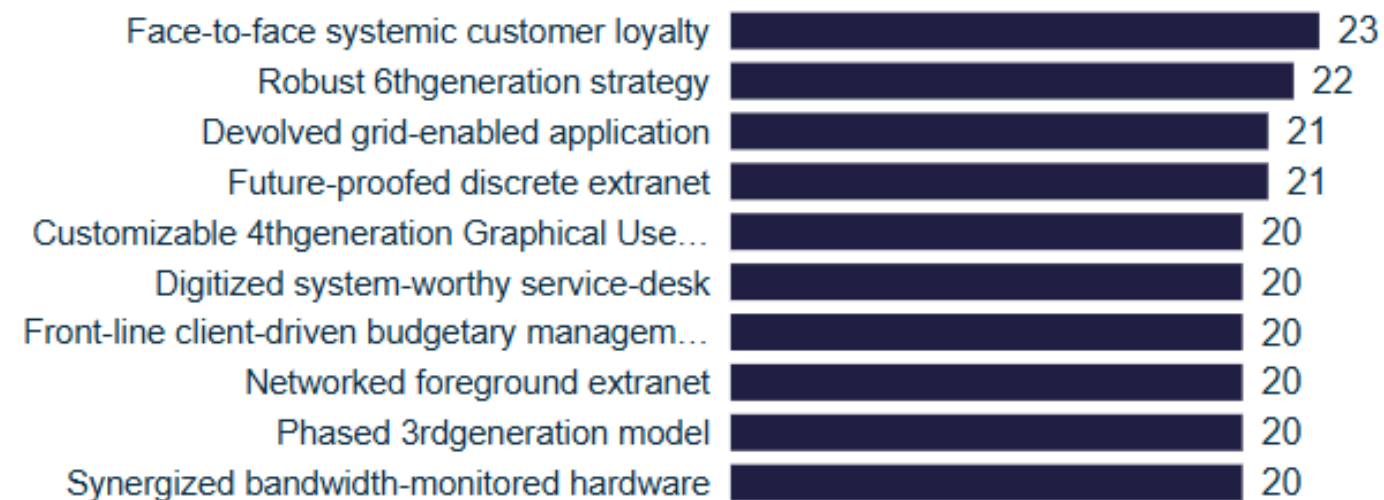 Face-to-face systemic customer loyalty 23
Robust 6thgeneration strategy 22
Devolved grid-enabled application 21
Future-proofed discrete extranet 21
Customizable 4thgeneration Graphical Use... 20
Digitized system-worthy service-desk 20
Front-line client-driven budgetary managem... 20
Networked foreground extranet 20
Phased 3rdgeneration model 20
Synergized bandwidth-monitored hardware 20